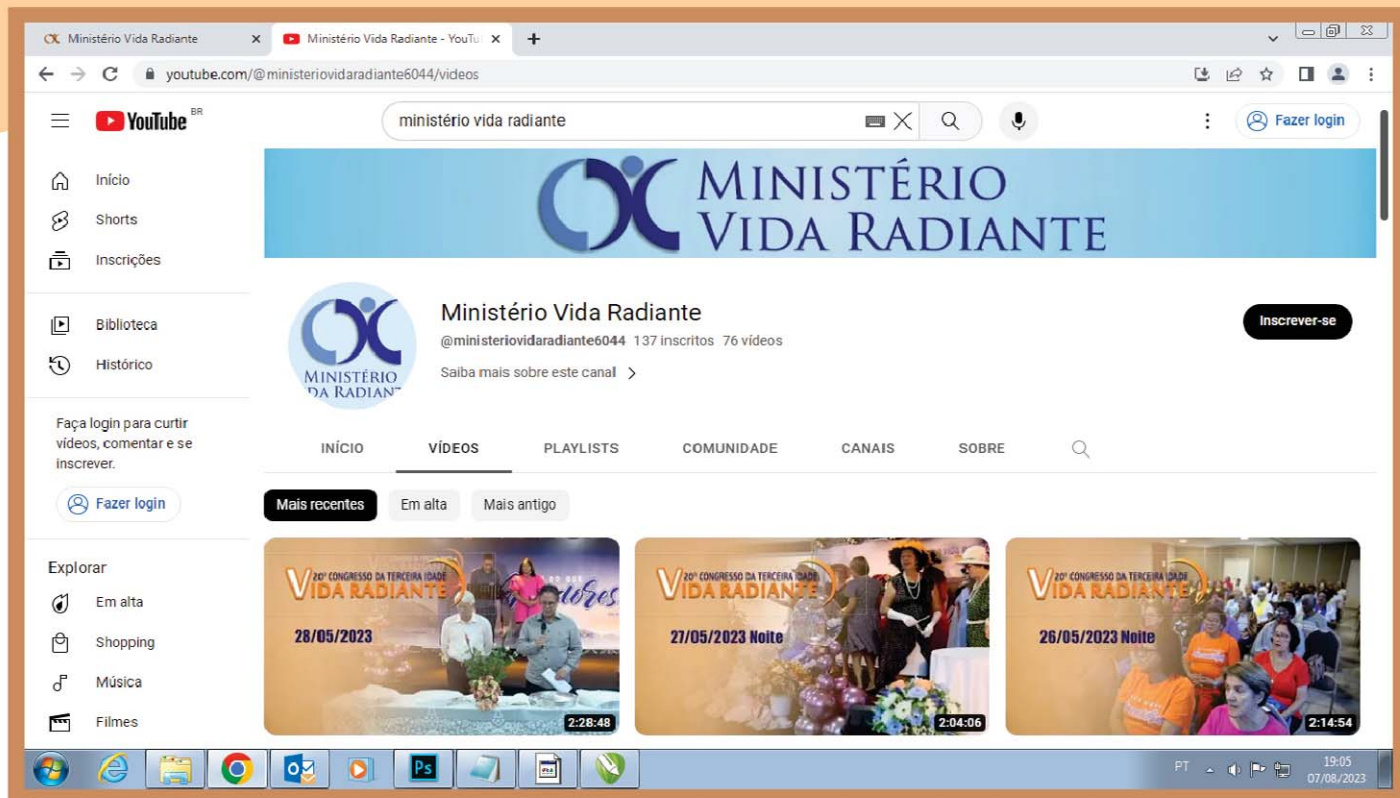 Ministério Vida Radiante
Ministério Vida Radiante - YouTu
youtube.com/@ministeriovidaradiante6044/videos
YouTube BR
ministério vida radiante
Fazer login
Início
Shorts
Inscrições
Biblioteca
Histórico
Faça login para curtir
vídeos, comentar e se
inscrever.
Fazer login
Explorar
Em alta
Shopping
Música
Filmes
MINISTÉRIO
VIDA RADIANTE
MINISTÉRIO
DA RADIANT
Ministério Vida Radiante
@ministeriovidaradiante6044 137 inscritos 76 vídeos
Saiba mais sobre este canal
Inscrever-se
INÍCIO VÍDEOS PLAYLISTS COMUNIDADE CANAIS SOBRE
Mais recentes Em alta Mais antigo
20º CONGRESSO DA TERCEIRA IDADE
VIDA RADIANTE
28/05/2023
2:28:48
20º CONGRESSO DA TERCEIRA IDADE
VIDA RADIANTE
27/05/2023 Noite
2:04:06
20º CONGRESSO DA TERCEIRA IDADE
VIDA RADIANTE
26/05/2023 Noite
2:14:54
Ps
PT
19:05
07/08/2023